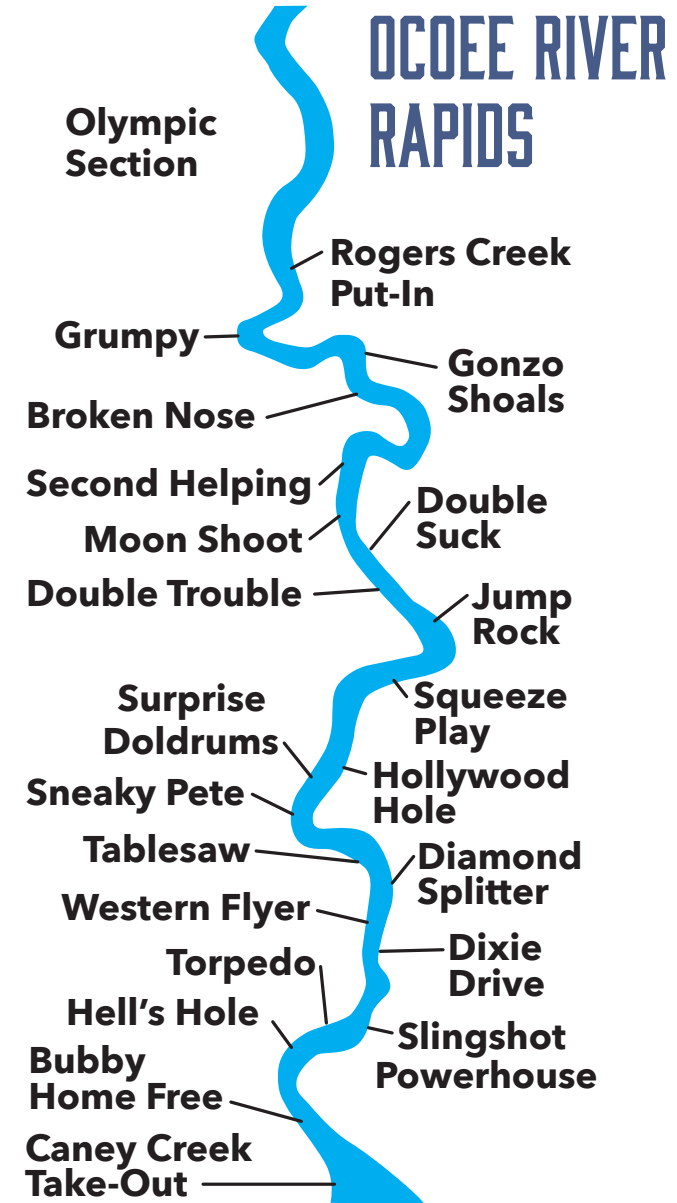 OCOEE RIVER
RAPIDS
Olympic
Section
Rogers Creek
Put-In
Grumpy
Gonzo
Shoals
Broken Nose
Second Helping
Double
Suck
Moon Shoot
Double Trouble
Jump
Rock
Squeeze
Play
Surprise
Doldrums
Hollywood
Hole
Sneaky Pete
Tablesaw
Diamond
Splitter
Western Flyer
Dixie
Drive
Torpedo
Hell's Hole
Slingshot
Powerhouse
Bubby
Home Free
Caney Creek
Take-Out